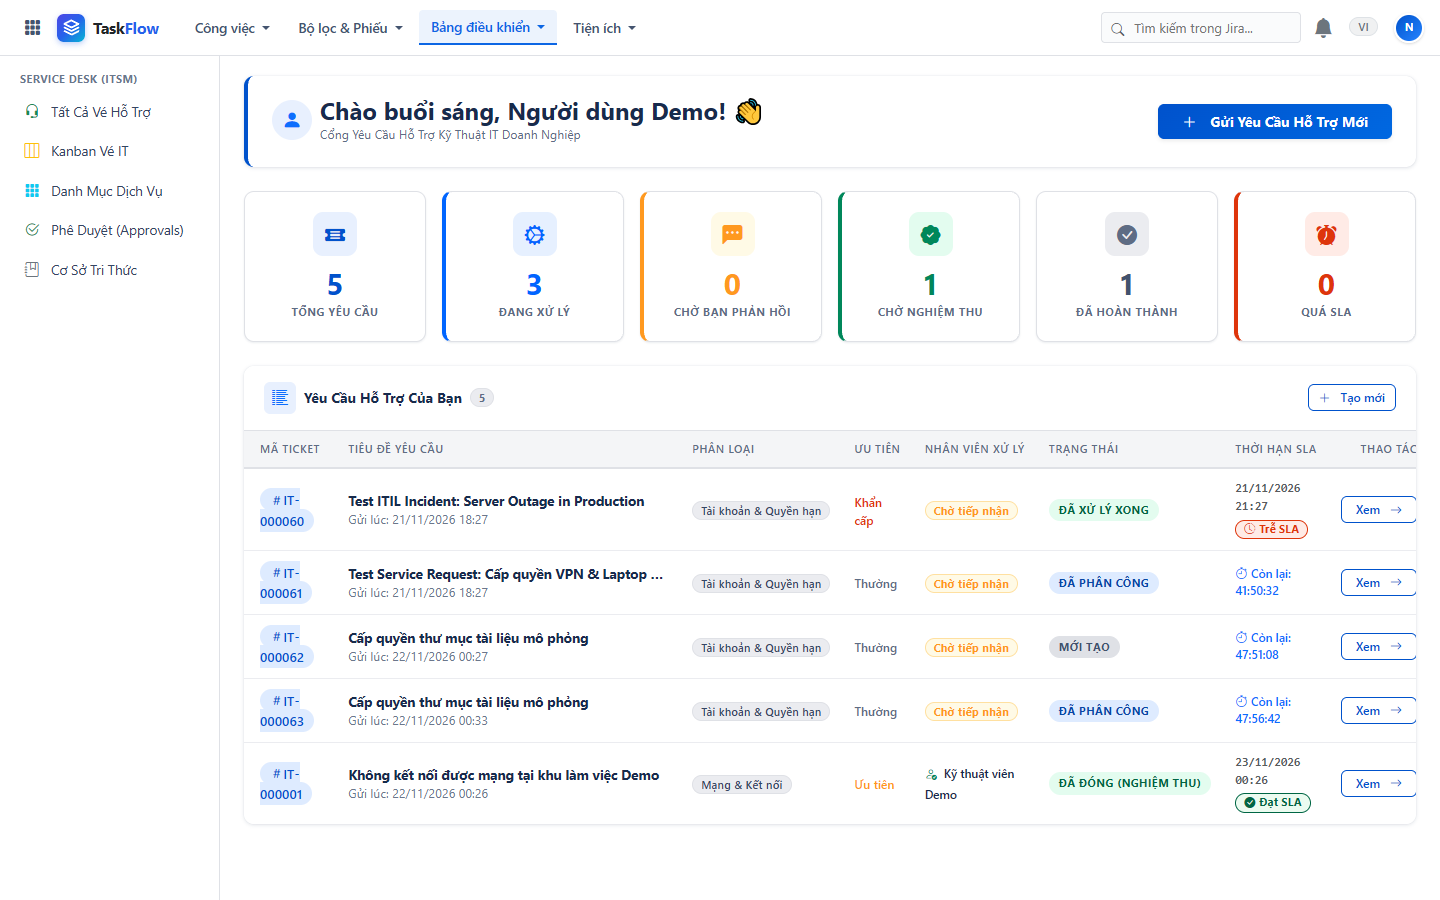 TaskFlow
Công việc
Bộ lọc & Phiếu
Bảng điều khiển
Tiện ích
Tìm kiếm trong Jira...
VI
N
SERVICE DESK (ITSM)
Tất Cả Vé Hỗ Trợ
Kanban Vé IT
Danh Mục Dịch Vụ
Phê Duyệt (Approvals)
Cơ Sở Tri Thức
Chào buổi sáng, Người dùng Demo! 👋
Cổng Yêu Cầu Hỗ Trợ Kỹ Thuật IT Doanh Nghiệp
Gửi Yêu Cầu Hỗ Trợ Mới
5
TỔNG YÊU CẦU
3
ĐANG XỬ LÝ
0
CHỜ BẠN PHẢN HỒI
1
CHỜ NGHIỆM THU
1
ĐÃ HOÀN THÀNH
0
QUÁ SLA
Yêu Cầu Hỗ Trợ Của Bạn 5
+ Tạo mới
MÃ TICKET TIÊU ĐỀ YÊU CẦU PHÂN LOẠI ƯU TIÊN NHÂN VIÊN XỬ LÝ TRẠNG THÁI THỜI HẠN SLA THAO TÁC
# IT-
000060
Test ITIL Incident: Server Outage in Production
Gửi lúc: 21/11/2026 18:27
Tài khoản & Quyền hạn
Khẩn
cấp
Chờ tiếp nhận
ĐÃ XỬ LÝ XONG
21/11/2026
21:27
Trễ SLA
Xem →
# IT-
000061
Test Service Request: Cấp quyền VPN & Laptop ...
Gửi lúc: 21/11/2026 18:27
Tài khoản & Quyền hạn
Thường
Chờ tiếp nhận
ĐÃ PHÂN CÔNG
Còn lại:
41:50:32
Xem →
# IT-
000062
Cấp quyền thư mục tài liệu mô phỏng
Gửi lúc: 22/11/2026 00:27
Tài khoản & Quyền hạn
Thường
Chờ tiếp nhận
MỚI TẠO
Còn lại:
47:51:08
Xem →
# IT-
000063
Cấp quyền thư mục tài liệu mô phỏng
Gửi lúc: 22/11/2026 00:33
Tài khoản & Quyền hạn
Thường
Chờ tiếp nhận
ĐÃ PHÂN CÔNG
Còn lại:
47:56:42
Xem →
# IT-
000001
Không kết nối được mạng tại khu làm việc Demo
Gửi lúc: 22/11/2026 00:26
Mạng & Kết nối
Ưu tiên
Kỹ thuật viên
Demo
ĐÃ ĐÓNG (NGHIỆM THU)
23/11/2026
00:26
Đạt SLA
Xem →